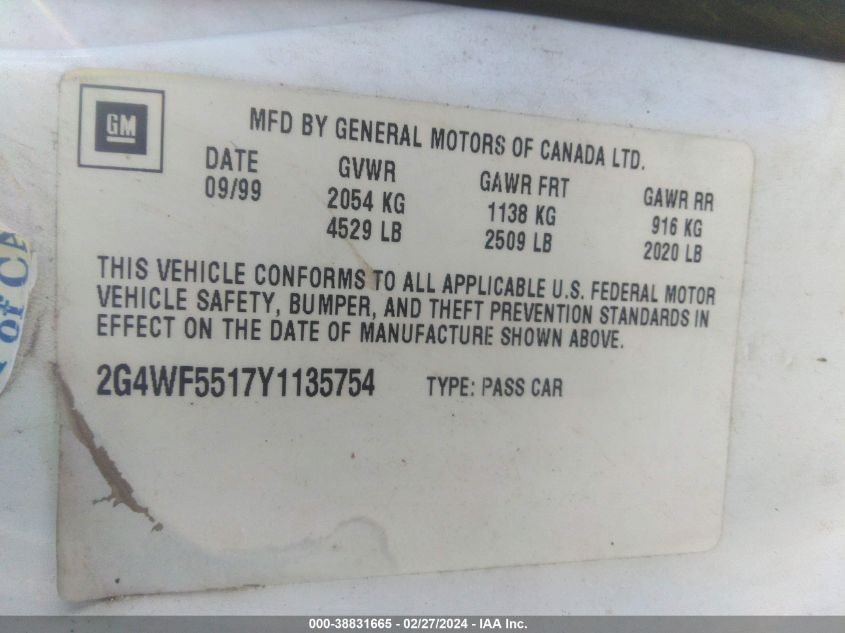 GM
MFD BY GENERAL MOTORS OF CANADA LTD.
DATE GVWR GAWR FRT GAWR RR
09/99 2054 KG 1138 KG 916 KG
4529 LB 2509 LB 2020 LB
THIS VEHICLE CONFORMS TO ALL APPLICABLE U.S. FEDERAL MOTOR
VEHICLE SAFETY, BUMPER, AND THEFT PREVENTION STANDARDS IN
EFFECT ON THE DATE OF MANUFACTURE SHOWN ABOVE.
2G4WF5517Y1135754 TYPE: PASS CAR
of CA
000-38831665 - 02/27/2024 - IAA Inc.